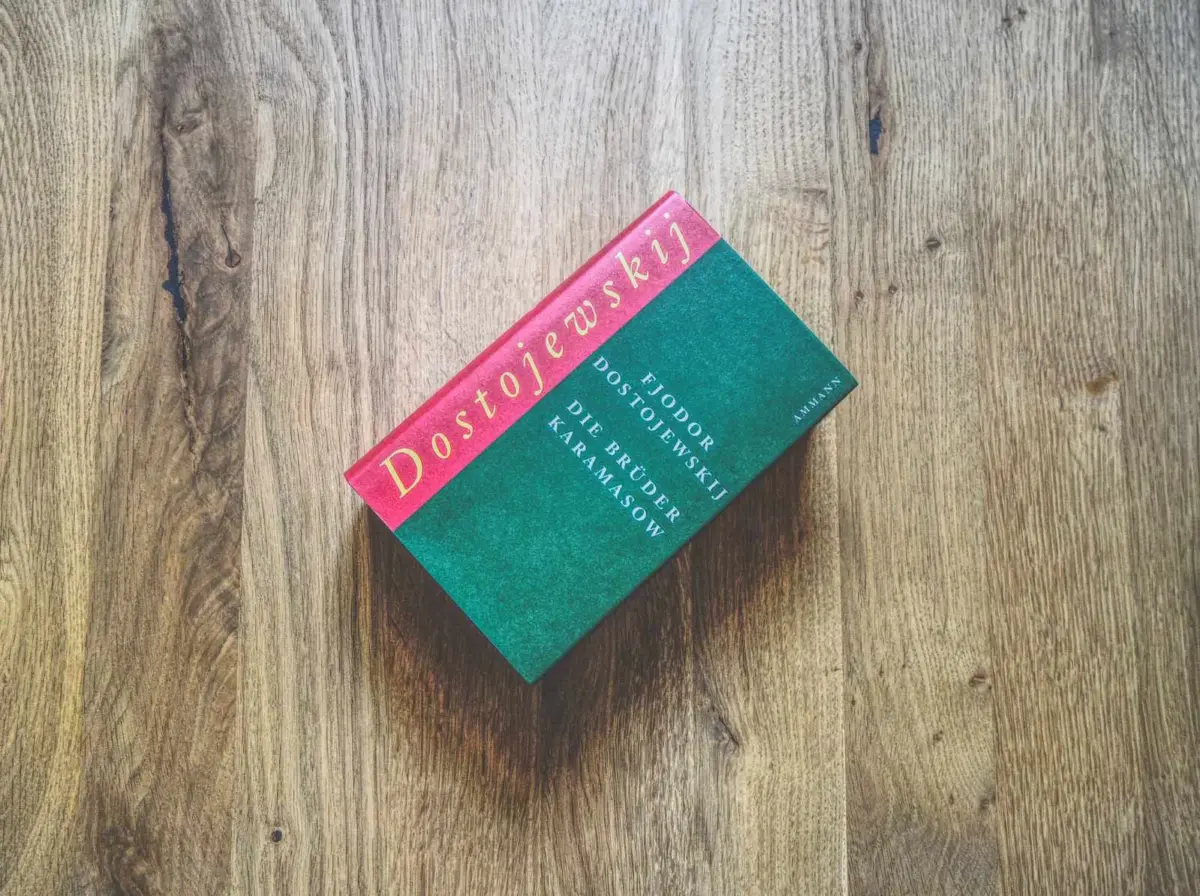 Dostojewskij
FJODOR
DOSTOJEWSKIJ
DIE BRÜDER
KARAMASOW
AMMANN